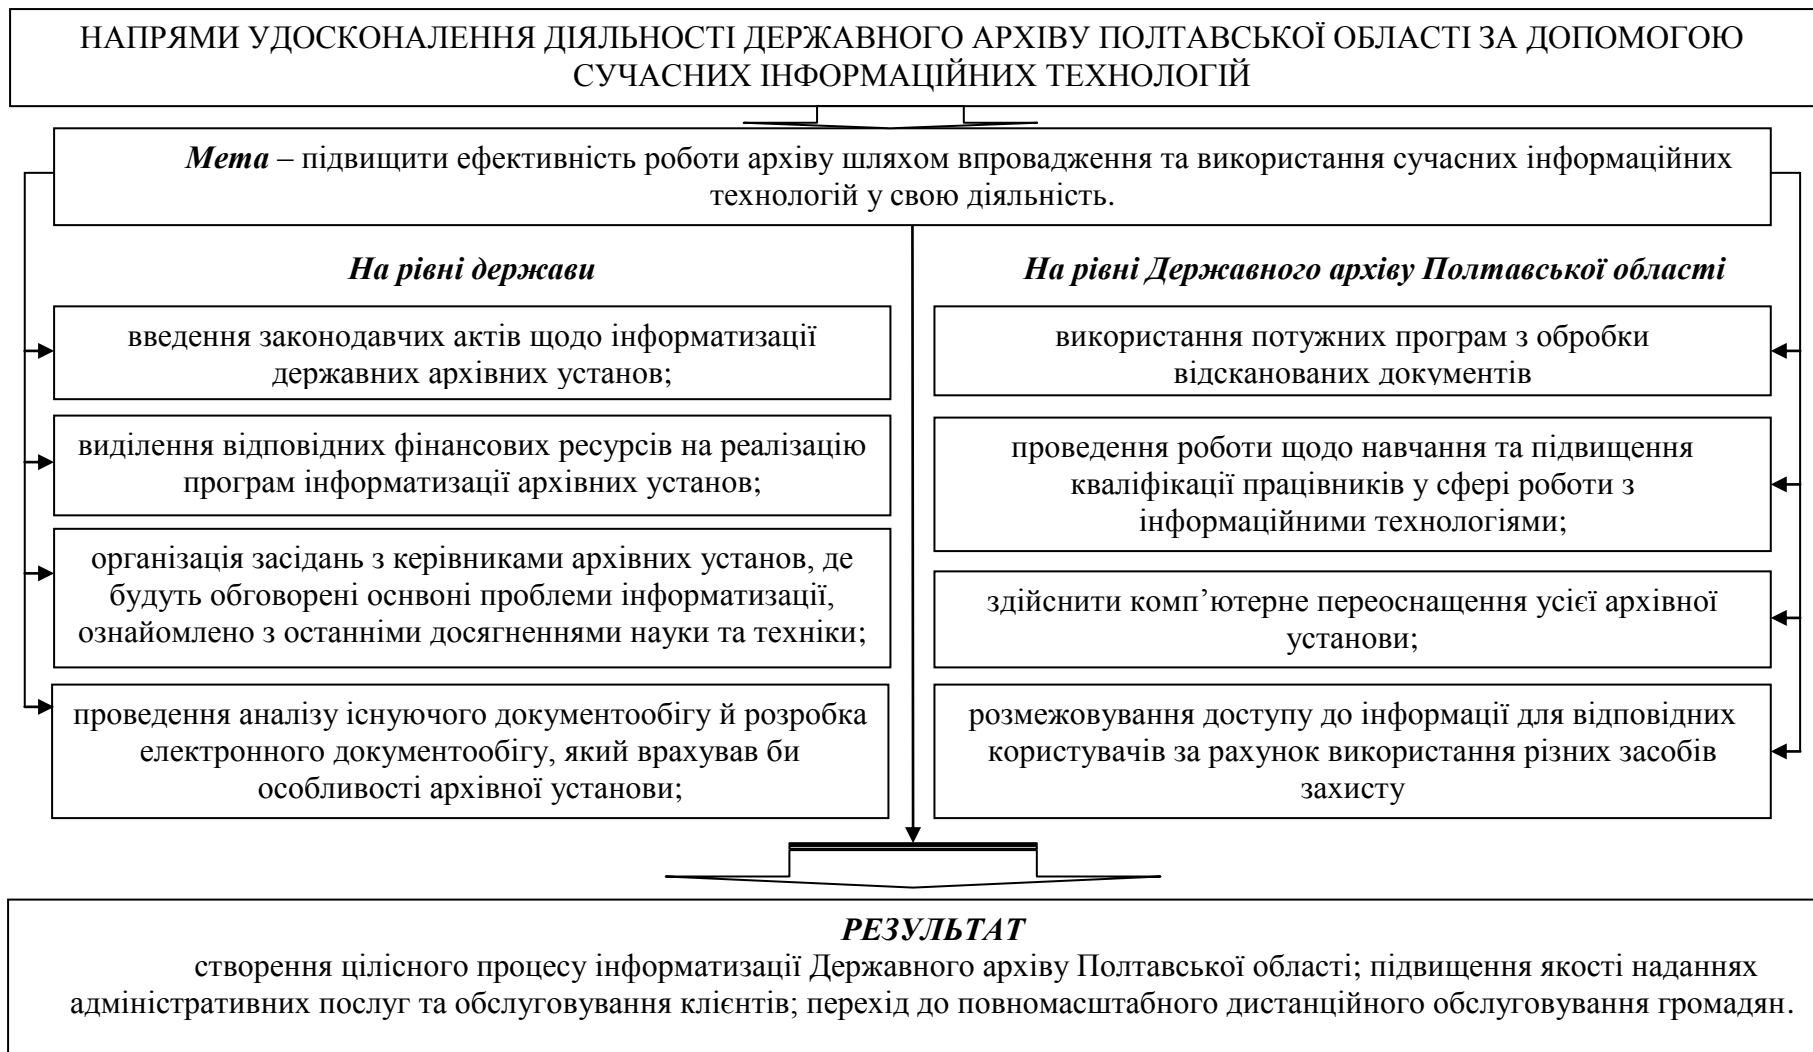 НАПРЯМИ УДОСКОНАЛЕННЯ ДІЯЛЬНОСТІ ДЕРЖАВНОГО АРХІВУ ПОЛТАВСЬКОЇ ОБЛАСТІ ЗА ДОПОМОГОЮ
СУЧАСНИХ ІНФОРМАЦІЙНИХ ТЕХНОЛОГІЙ
Мета – підвищити ефективність роботи архіву шляхом впровадження та використання сучасних інформаційних
технологій у свою діяльність.
На рівні держави
введення законодавчих актів щодо інформатизації
державних архівних установ;
виділення відповідних фінансових ресурсів на реалізацію
програм інформатизації архівних установ;
організація засідань з керівниками архівних установ, де
будуть обговорені оснвоні проблеми інформатизації,
ознайомлено з останніми досягненнями науки та техніки;
проведення аналізу існуючого документообігу й розробка
електронного документообігу, який врахував би
особливості архівної установи;
На рівні Державного архіву Полтавської області
використання потужних програм з обробки
відсканованих документів
проведення роботи щодо навчання та підвищення
кваліфікації працівників у сфері роботи з
інформаційними технологіями;
здійснити комп’ютерне переоснащення усієї архівної
установи;
розмежовування доступу до інформації для відповідних
користувачів за рахунок використання різних засобів
захисту
РЕЗУЛЬТАТ
створення цілісного процесу інформатизації Державного архіву Полтавської області; підвищення якості наданнях
адміністративних послуг та обслуговування клієнтів; перехід до повномасштабного дистанційного обслуговування громадян.